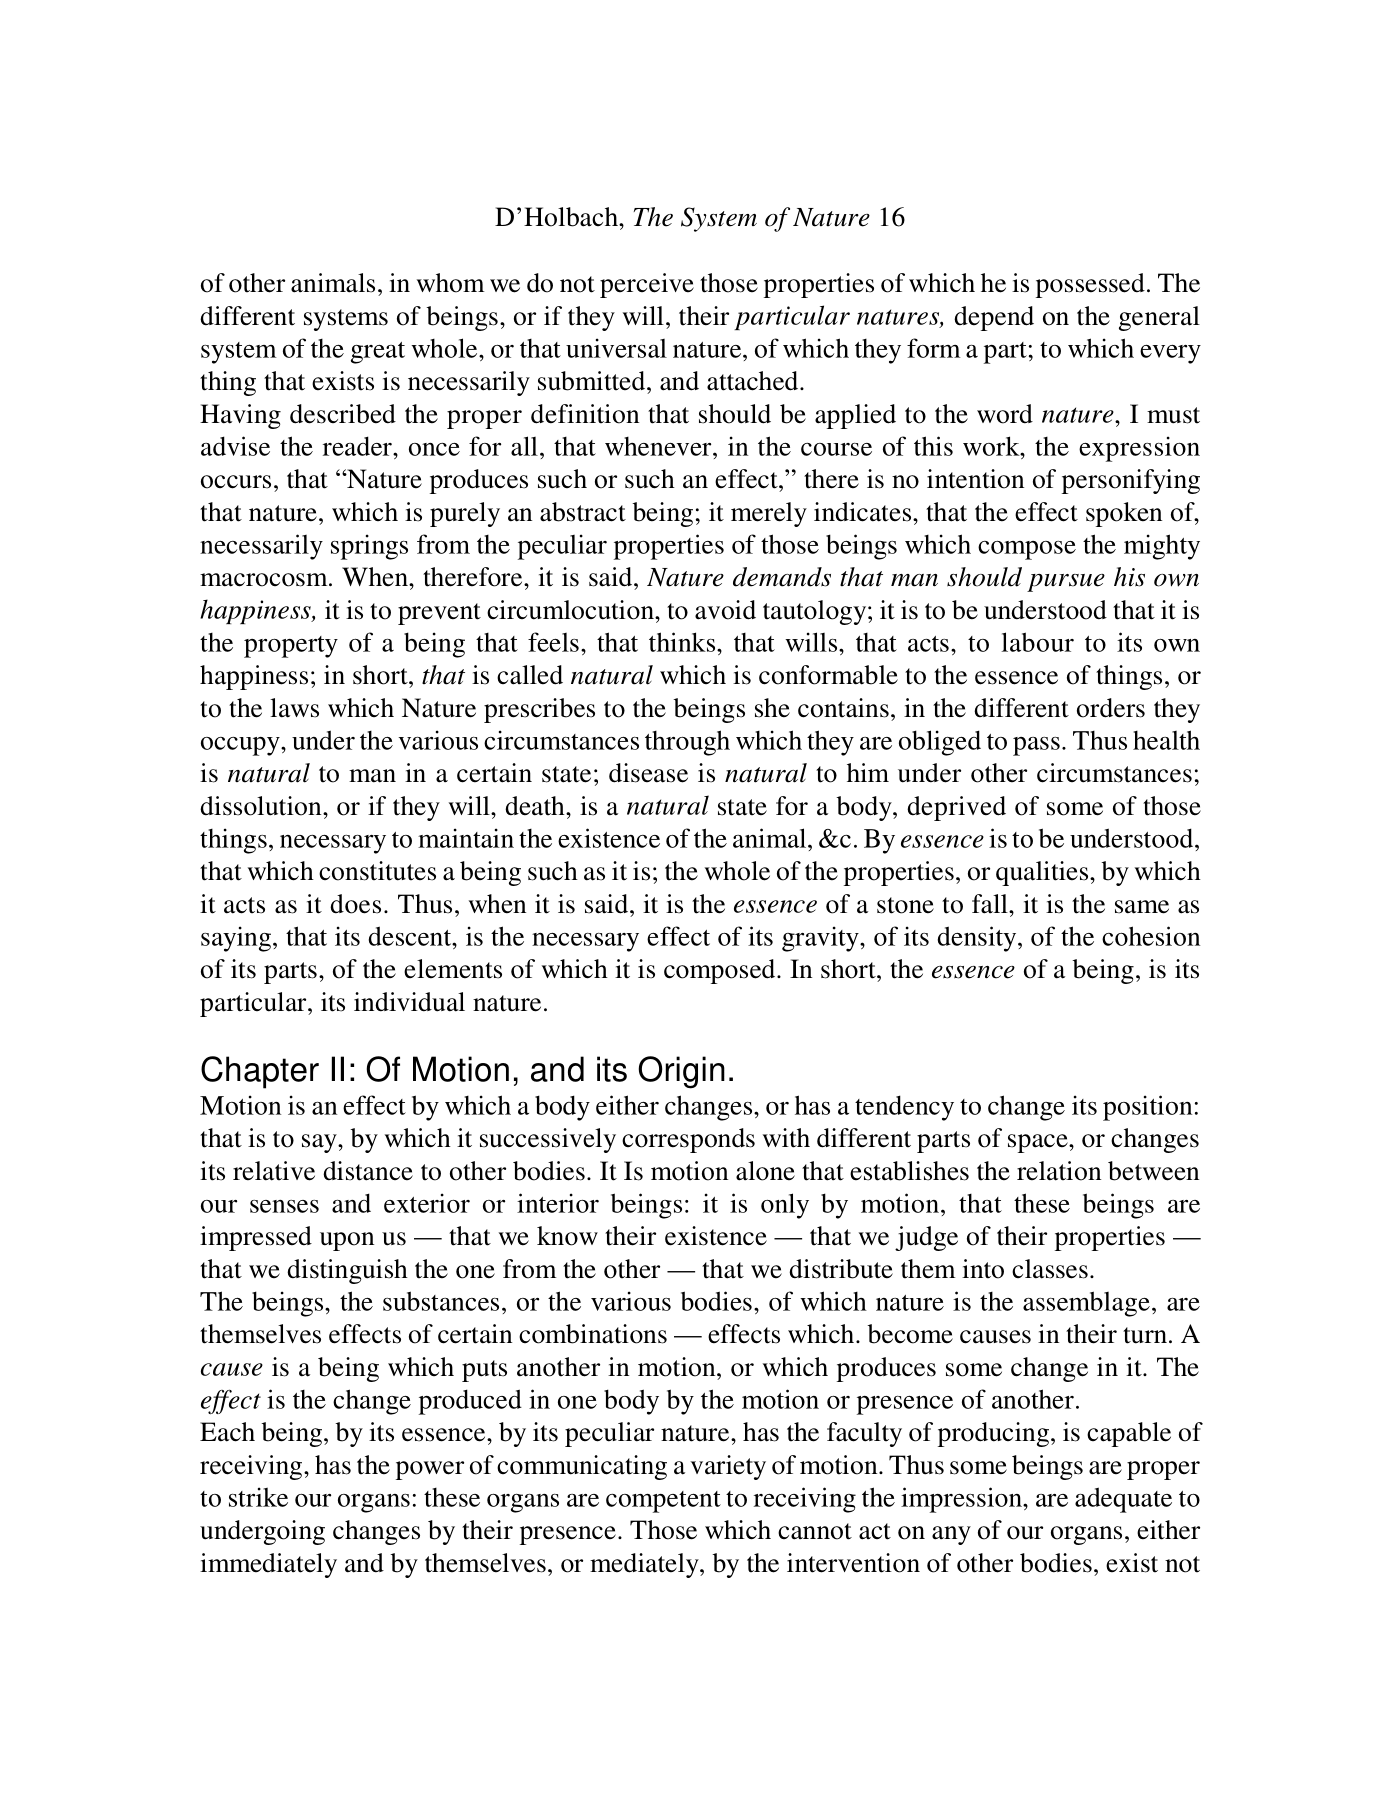 D’Holbach, The System of Nature 16
of other animals, in whom we do not perceive those properties of which he is possessed. The
different systems of beings, or if they will, their particular natures, depend on the general
system of the great whole, or that universal nature, of which they form a part; to which every
thing that exists is necessarily submitted, and attached.
Having described the proper definition that should be applied to the word nature, I must
advise the reader, once for all, that whenever, in the course of this work, the expression
occurs, that “Nature produces such or such an effect,” there is no intention of personifying
that nature, which is purely an abstract being; it merely indicates, that the effect spoken of,
necessarily springs from the peculiar properties of those beings which compose the mighty
macrocosm. When, therefore, it is said, Nature demands that man should pursue his own
happiness, it is to prevent circumlocution, to avoid tautology; it is to be understood that it is
the property of a being that feels, that thinks, that wills, that acts, to labour to its own
happiness; in short, that is called natural which is conformable to the essence of things, or
to the laws which Nature prescribes to the beings she contains, in the different orders they
occupy, under the various circumstances through which they are obliged to pass. Thus health
is natural to man in a certain state; disease is natural to him under other circumstances;
dissolution, or if they will, death, is a natural state for a body, deprived of some of those
things, necessary to maintain the existence of the animal, &c. By essence is to be understood,
that which constitutes a being such as it is; the whole of the properties, or qualities, by which
it acts as it does. Thus, when it is said, it is the essence of a stone to fall, it is the same as
saying, that its descent, is the necessary effect of its gravity, of its density, of the cohesion
of its parts, of the elements of which it is composed. In short, the essence of a being, is its
particular, its individual nature.
Chapter II: Of Motion, and its Origin.
Motion is an effect by which a body either changes, or has a tendency to change its position:
that is to say, by which it successively corresponds with different parts of space, or changes
its relative distance to other bodies. It Is motion alone that establishes the relation between
our senses and exterior or interior beings: it is only by motion, that these beings are
impressed upon us — that we know their existence — that we judge of their properties —
that we distinguish the one from the other — that we distribute them into classes.
The beings, the substances, or the various bodies, of which nature is the assemblage, are
themselves effects of certain combinations — effects which. become causes in their turn. A
cause is a being which puts another in motion, or which produces some change in it. The
effect is the change produced in one body by the motion or presence of another.
Each being, by its essence, by its peculiar nature, has the faculty of producing, is capable of
receiving, has the power of communicating a variety of motion. Thus some beings are proper
to strike our organs: these organs are competent to receiving the impression, are adequate to
undergoing changes by their presence. Those which cannot act on any of our organs, either
immediately and by themselves, or mediately, by the intervention of other bodies, exist not